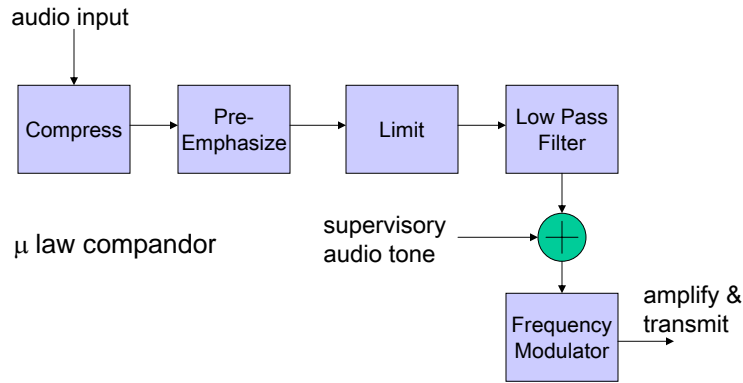 audio input
Compress
Pre-
Emphasize
Limit
Low Pass
Filter
μ law compandor
supervisory
audio tone
Frequency
Modulator
amplify &
transmit